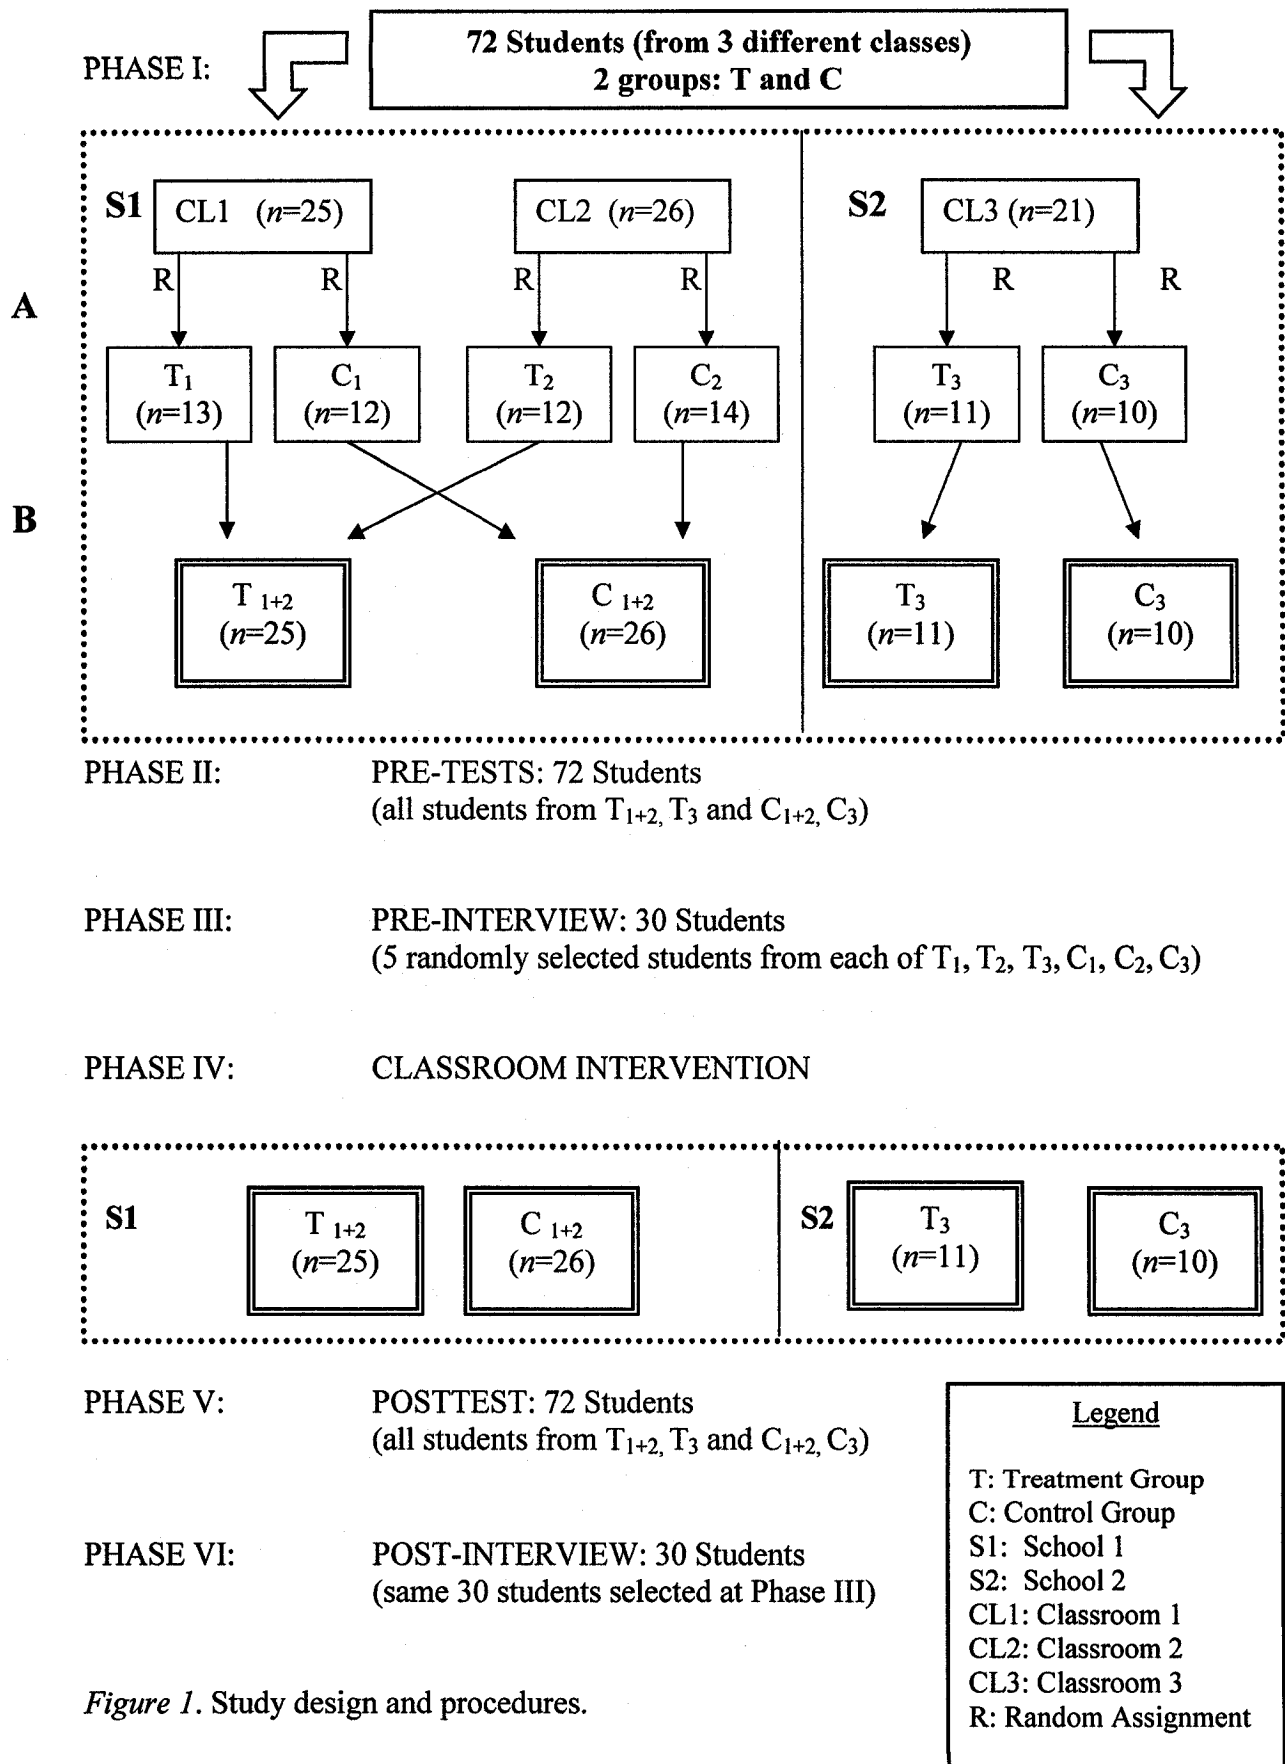 PHASE I:
72 Students (from 3 different classes)
2 groups: T and C
S1
CL1 (n=25)
CL2 (n=26)
S2
CL3 (n=21)
R
R
R
R
R
R
A
T1
(n=13)
C1
(n=12)
T2
(n=12)
C2
(n=14)
T3
(n=11)
C3
(n=10)
B
T 1+2
(n=25)
C 1+2
(n=26)
T3
(n=11)
C3
(n=10)
PHASE II: PRE-TESTS: 72 Students
(all students from T1+2, T3 and C1+2, C3)
PHASE III: PRE-INTERVIEW: 30 Students
(5 randomly selected students from each of T1, T2, T3, C1, C2, C3)
PHASE IV: CLASSROOM INTERVENTION
S1
T 1+2
(n=25)
C 1+2
(n=26)
S2
T3
(n=11)
C3
(n=10)
PHASE V: POSTTEST: 72 Students
(all students from T1+2, T3 and C1+2, C3)
PHASE VI: POST-INTERVIEW: 30 Students
(same 30 students selected at Phase III)
Legend
T: Treatment Group
C: Control Group
S1: School 1
S2: School 2
CL1: Classroom 1
CL2: Classroom 2
CL3: Classroom 3
R: Random Assignment
Figure 1. Study design and procedures.